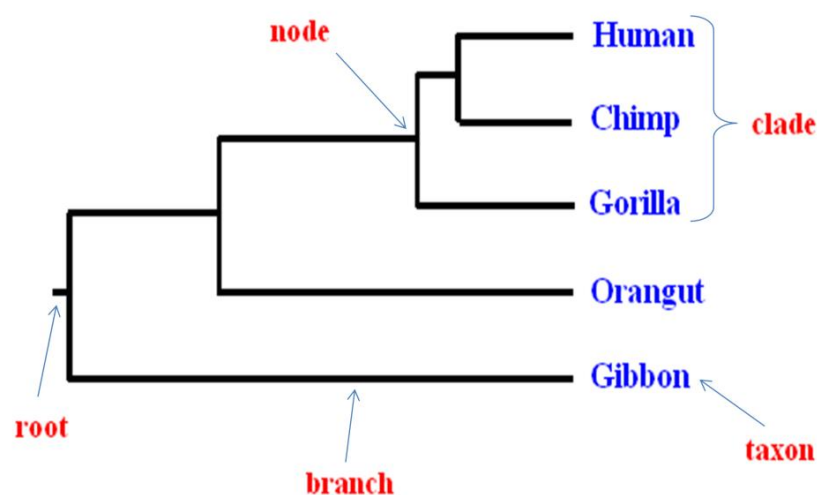 node
Human
Chimp
clade
Gorilla
Orangut
Gibbon
root
taxon
branch